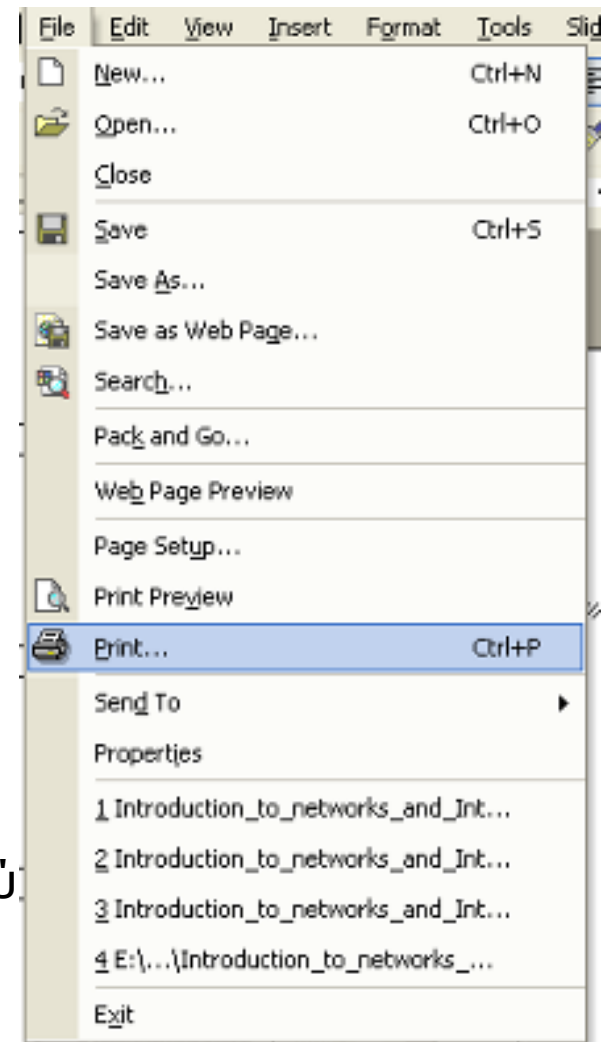 File Edit View Insert Format Tools Slid
New... Ctrl+N
Open... Ctrl+O
Close
Save Ctrl+S
Save As...
Save as Web Page...
Search...
Pack and Go...
Web Page Preview
Page Setup...
Print Preview
Print... Ctrl+P
Send To
Properties
1 Introduction_to_networks_and_Int...
2 Introduction_to_networks_and_Int...
3 Introduction_to_networks_and_Int...
4 E:\...\Introduction_to_networks_...
Exit